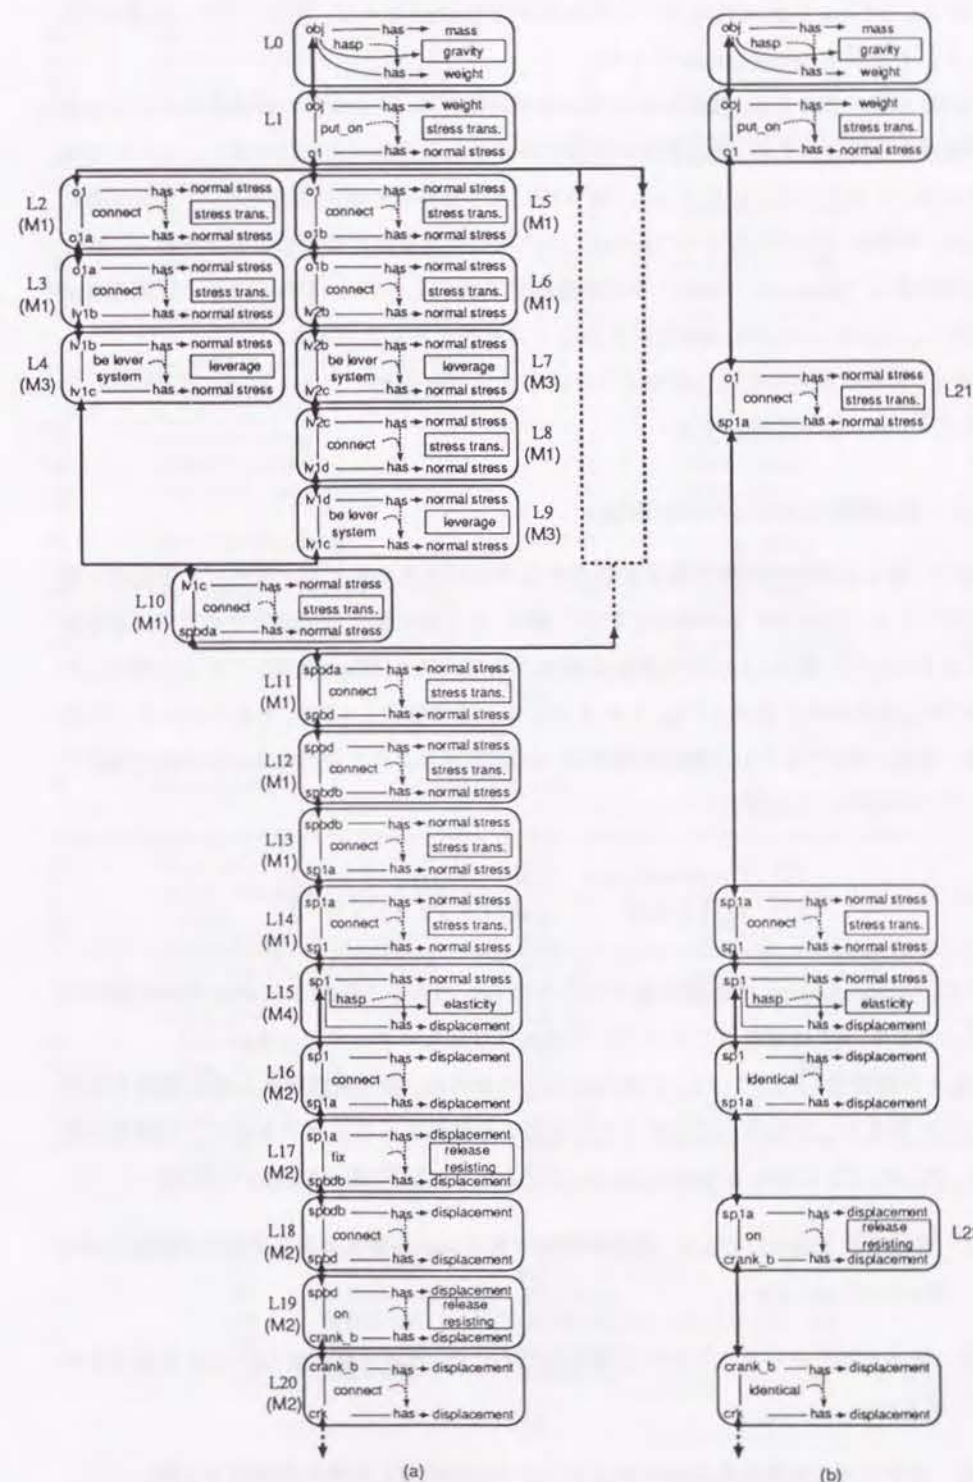 L0
obj has mass
hasp gravity
has weight
L1
obj has weight
put_on stress trans.
o1 has normal stress
L2
(M1)
o1 has normal stress
connect stress trans.
o1a has normal stress
L5
(M1)
o1 has normal stress
connect stress trans.
o1b has normal stress
L3
(M1)
o1a has normal stress
connect stress trans.
lv1b has normal stress
L6
(M1)
o1b has normal stress
connect stress trans.
lv2b has normal stress
L4
(M3)
lv1b has normal stress
be lever
system
leverage
lv1c has normal stress
L7
(M3)
lv2b has normal stress
be lever
system
leverage
lv2c has normal stress
L8
(M1)
lv2c has normal stress
connect stress trans.
lv1d has normal stress
L9
(M3)
lv1d has normal stress
be lever
system
leverage
lv1c has normal stress
L10
(M1)
lv1c has normal stress
connect stress trans.
spbda has normal stress
L11
(M1)
spbda has normal stress
connect stress trans.
spbd has normal stress
L12
(M1)
spbd has normal stress
connect stress trans.
spbdb has normal stress
L13
(M1)
spbdb has normal stress
connect stress trans.
sp1a has normal stress
L14
(M1)
sp1a has normal stress
connect stress trans.
sp1 has normal stress
L15
(M4)
sp1 has normal stress
hasp elasticity
has displacement
L16
(M2)
sp1 has displacement
connect
sp1a has displacement
L17
(M2)
sp1a has displacement
fix
release
resisting
spbdb has displacement
L18
(M2)
spbdb has displacement
connect
spbd has displacement
L19
(M2)
spbd has displacement
on
release
resisting
crank_b has displacement
L20
(M2)
crank_b has displacement
connect
crk has displacement
(a)
obj has mass
hasp gravity
has weight
obj has weight
put_on stress trans.
o1 has normal stress
L21
o1 has normal stress
connect stress trans.
sp1a has normal stress
sp1a has normal stress
connect stress trans.
sp1 has normal stress
sp1 has normal stress
hasp elasticity
has displacement
sp1 has displacement
identical
sp1a has displacement
sp1a has displacement
on
release
resisting
crank_b has displacement
crank_b has displacement
identical
crk has displacement
(b)